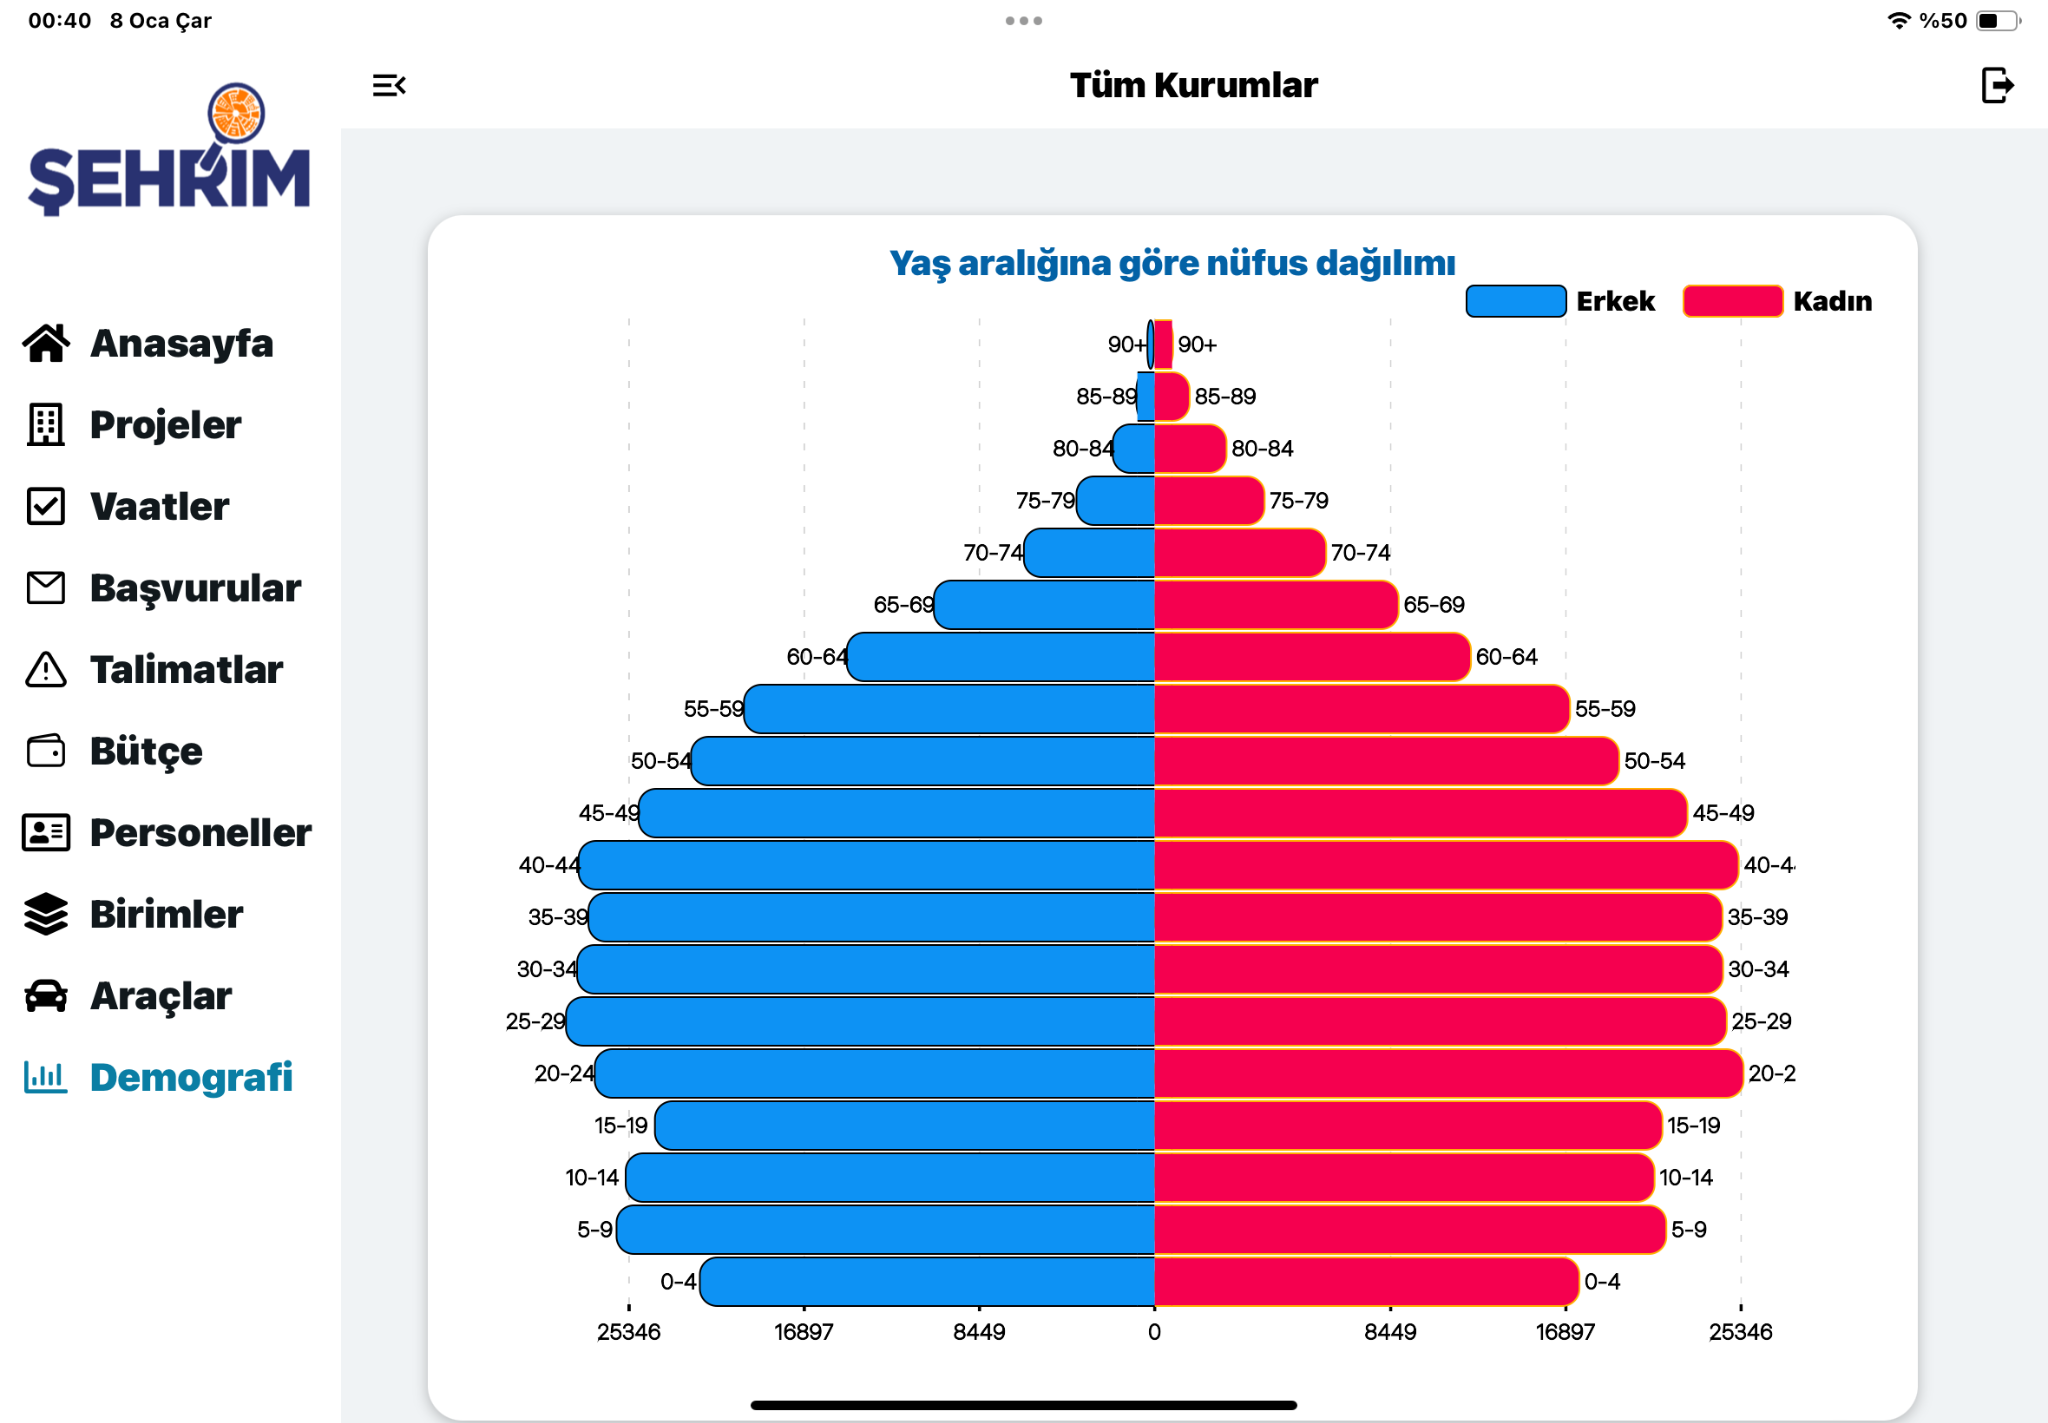 00:40 8 Oca Çar
%50
ŞEHRİM
Tüm Kurumlar
Anasayfa
Projeler
Vaatler
Başvurular
Talimatlar
Bütçe
Personeller
Birimler
Araçlar
Demografi
Yaş aralığına göre nüfus dağılımı
Erkek Kadın
90+ 90+
85-89 85-89
80-84 80-84
75-79 75-79
70-74 70-74
65-69 65-69
60-64 60-64
55-59 55-59
50-54 50-54
45-49 45-49
40-44 40-4
35-39 35-39
30-34 30-34
25-29 25-29
20-24 20-2
15-19 15-19
10-14 10-14
5-9 5-9
0-4 0-4
25346 16897 8449 0 8449 16897 25346